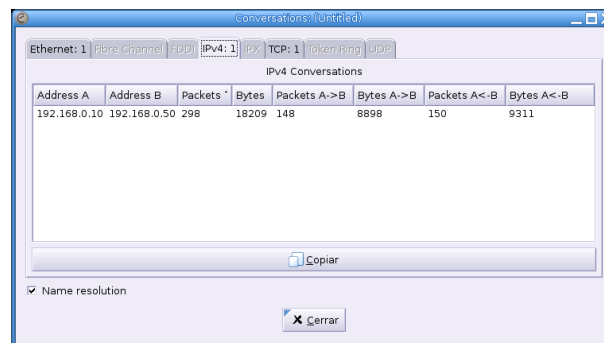 Conversations: (Untitled)
Ethernet: 1 Fibre Channel FDDI IPv4: 1 IPX TCP: 1 Token Ring UDP
IPv4 Conversations
Address A Address B Packets Bytes Packets A->B Bytes A->B Packets A<-B Bytes A<-B
192.168.0.10 192.168.0.50 298 18209 148 8898 150 9311
Copiar
Name resolution
Cerrar